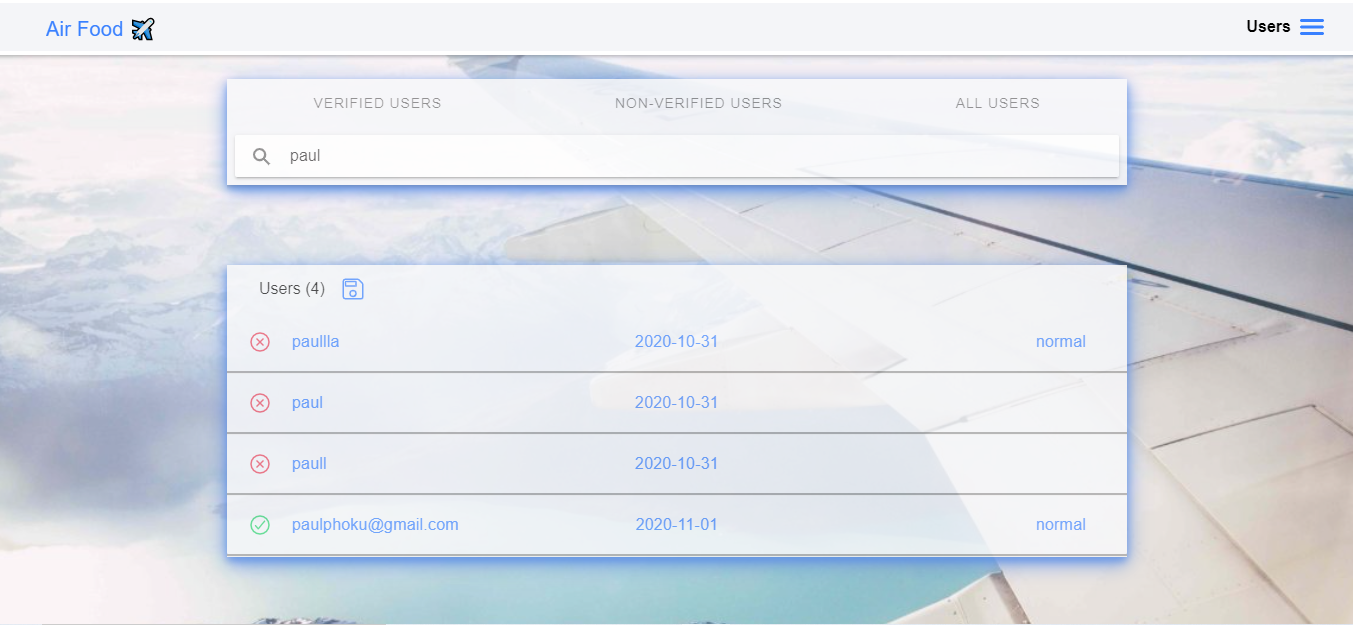 Air Food
Users
VERIFIED USERS NON-VERIFIED USERS ALL USERS
paul
Users (4)
paullla 2020-10-31 normal
paul 2020-10-31
paull 2020-10-31
paulphoku@gmail.com 2020-11-01 normal